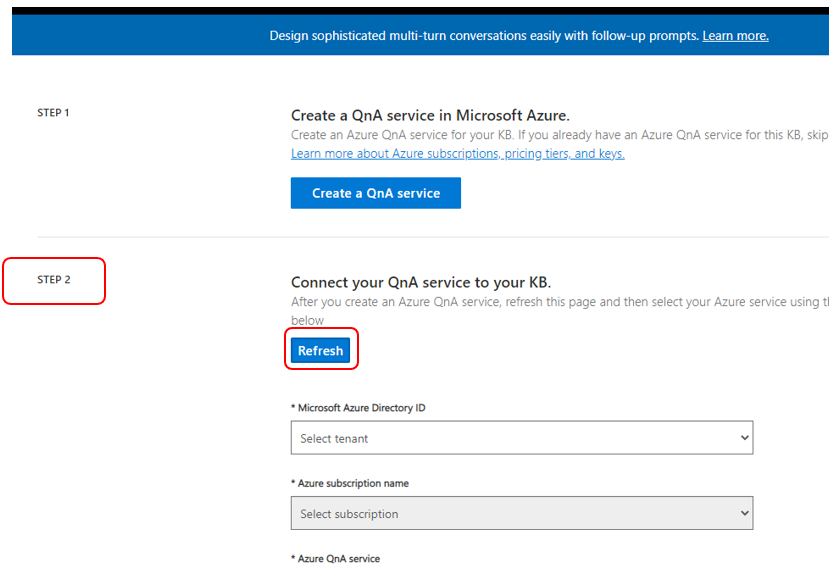 Design sophisticated multi-turn conversations easily with follow-up prompts. Learn more.
STEP 1
Create a QnA service in Microsoft Azure.
Create an Azure QnA service for your KB. If you already have an Azure QnA service for this KB, skip
Learn more about Azure subscriptions, pricing tiers, and keys.
Create a QnA service
STEP 2
Connect your QnA service to your KB.
After you create an Azure QnA service, refresh this page and then select your Azure service using
below
Refresh
* Microsoft Azure Directory ID
Select tenant
* Azure subscription name
Select subscription
* Azure QnA service